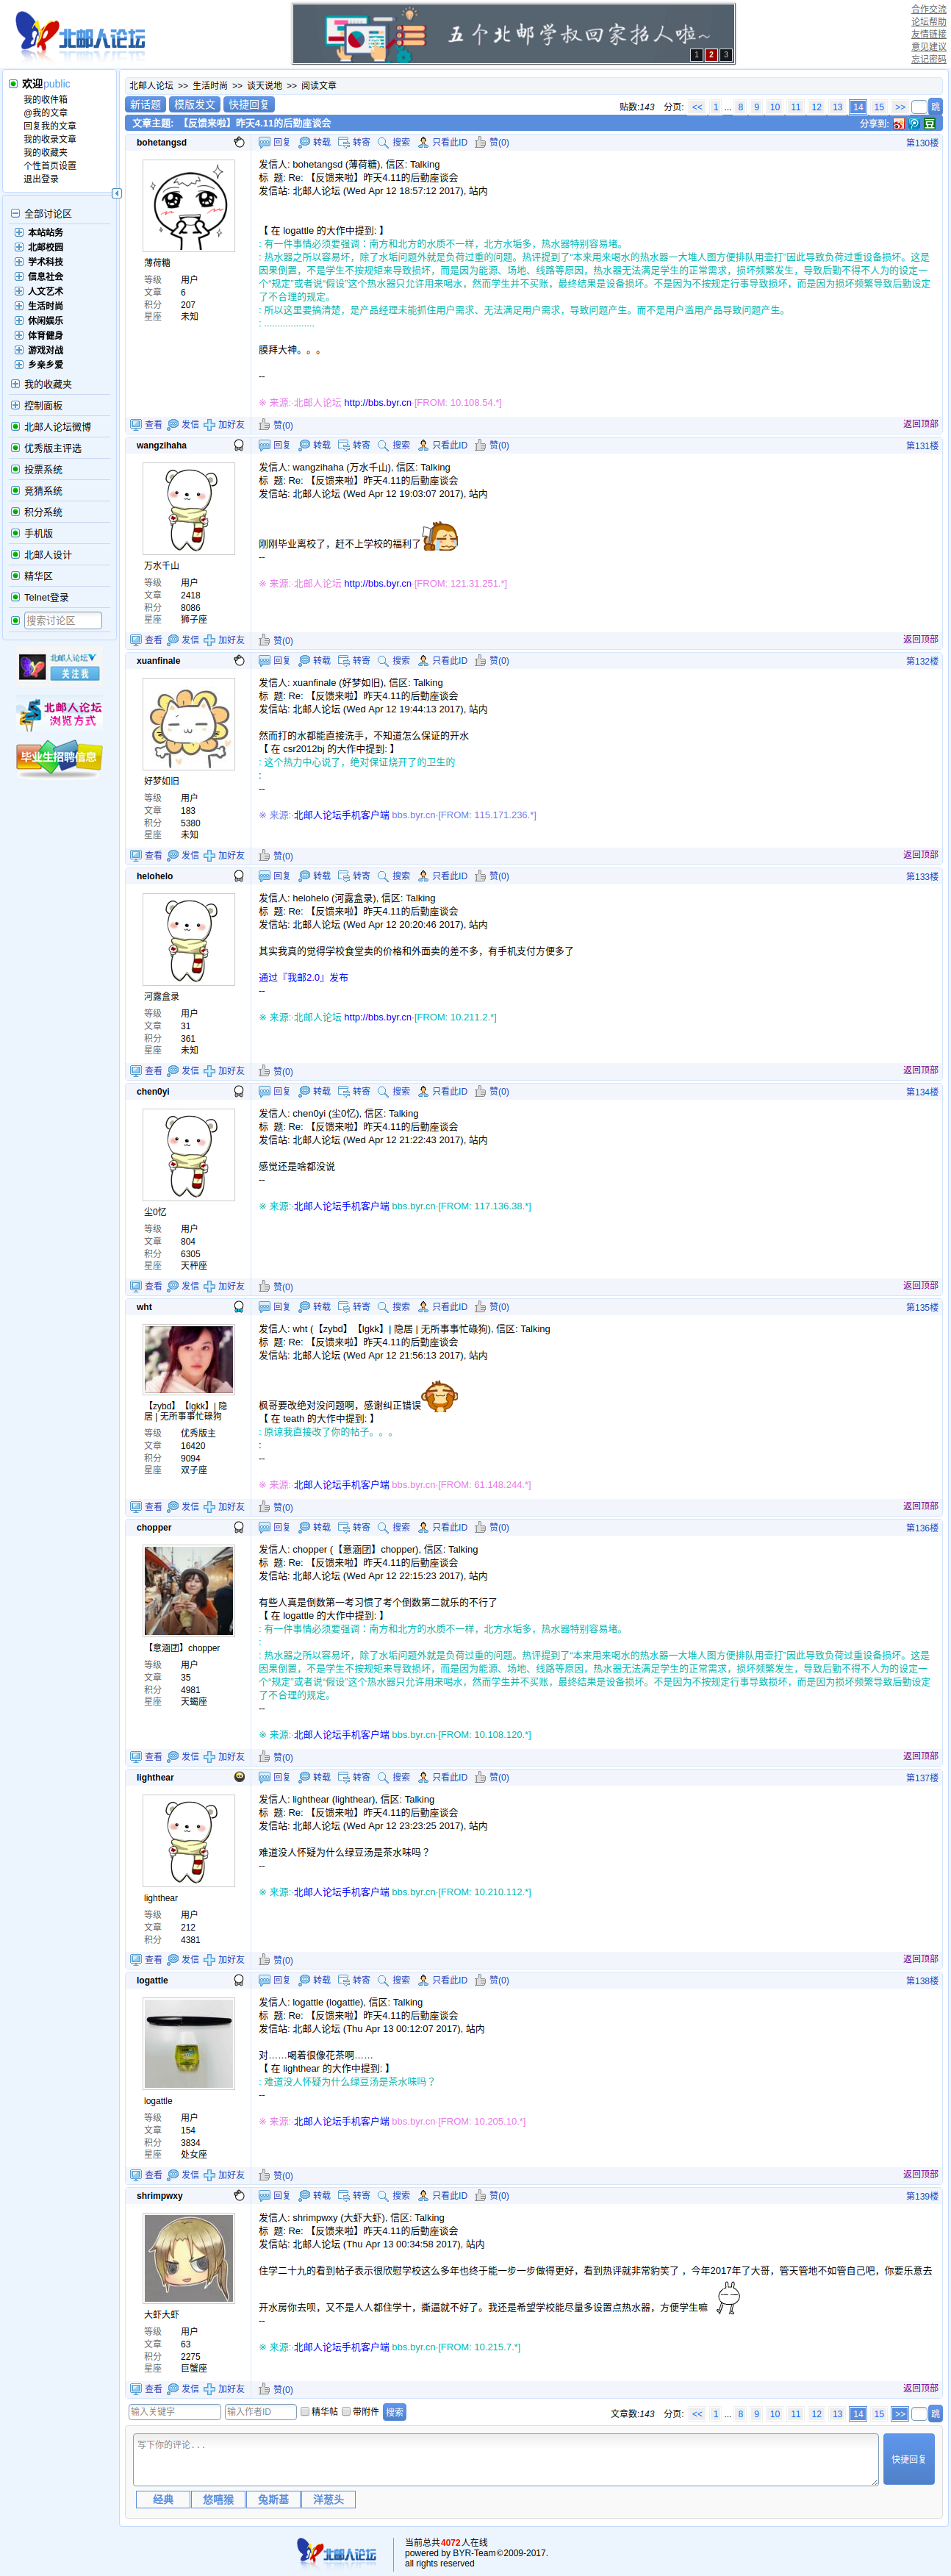 北邮人论坛
五个北邮学叔回家招人啦~
1 2 3
合作交流
论坛帮助
友情链接
意见建议
忘记密码
欢迎public
我的收件箱
@我的文章
回复我的文章
我的收录文章
我的收藏夹
个性首页设置
退出登录
全部讨论区
本站站务
北邮校园
学术科技
信息社会
人文艺术
生活时尚
休闲娱乐
体育健身
游戏对战
乡亲乡爱
我的收藏夹
控制面板
北邮人论坛微博
优秀版主评选
投票系统
竞猜系统
积分系统
手机版
北邮人设计
精华区
Telnet登录
搜索讨论区
北邮人论坛
关注我
北邮人论坛
浏览方式
毕业生招聘信息
北邮人论坛 >> 生活时尚 >> 谈天说地 >> 阅读文章
新话题 模版发文 快捷回复
贴数:143 分页: << 1 ... 8 9 10 11 12 13 14 15 >> 跳
文章主题: 【反馈来啦】昨天4.11的后勤座谈会 分享到:
bohetangsd 回复 转载 转寄 搜索 只看此ID 赞(0) 第130楼
薄荷糖
等级 用户
文章 6
积分 207
星座 未知
发信人: bohetangsd (薄荷糖), 信区: Talking
标 题: Re: 【反馈来啦】昨天4.11的后勤座谈会
发信站: 北邮人论坛 (Wed Apr 12 18:57:12 2017), 站内
【 在 logattle 的大作中提到: 】
: 有一件事情必须要强调：南方和北方的水质不一样，北方水垢多，热水器特别容易堵。
: 热水器之所以容易坏，除了水垢问题外就是负荷过重的问题。热评提到了“本来用来喝水的热水器一大堆人图方便排队用壶打”因此导致负荷过重设备损坏。这是
因果倒置，不是学生不按规矩来导致损坏，而是因为能源、场地、线路等原因，热水器无法满足学生的正常需求，损坏频繁发生，导致后勤不得不人为的设定一
个“规定”或者说“假设”这个热水器只允许用来喝水，然而学生并不买账，最终结果是设备损坏。不是因为不按规定行事导致损坏，而是因为损坏频繁导致后勤设定
了不合理的规定。
: 所以这里要搞清楚，是产品经理未能抓住用户需求、无法满足用户需求，导致问题产生。而不是用户滥用产品导致问题产生。
: ...................
膜拜大神。。。
--
※ 来源:·北邮人论坛 http://bbs.byr.cn·[FROM: 10.108.54.*]
查看 发信 加好友 赞(0) 返回顶部
wangzihaha 回复 转载 转寄 搜索 只看此ID 赞(0) 第131楼
万水千山
等级 用户
文章 2418
积分 8086
星座 狮子座
发信人: wangzihaha (万水千山), 信区: Talking
标 题: Re: 【反馈来啦】昨天4.11的后勤座谈会
发信站: 北邮人论坛 (Wed Apr 12 19:03:07 2017), 站内
刚刚毕业离校了，赶不上学校的福利了
--
※ 来源:·北邮人论坛 http://bbs.byr.cn·[FROM: 121.31.251.*]
查看 发信 加好友 赞(0) 返回顶部
xuanfinale 回复 转载 转寄 搜索 只看此ID 赞(0) 第132楼
好梦如旧
等级 用户
文章 183
积分 5380
星座 未知
发信人: xuanfinale (好梦如旧), 信区: Talking
标 题: Re: 【反馈来啦】昨天4.11的后勤座谈会
发信站: 北邮人论坛 (Wed Apr 12 19:44:13 2017), 站内
然而打的水都能直接洗手，不知道怎么保证的开水
【 在 csr2012bj 的大作中提到: 】
: 这个热力中心说了，绝对保证烧开了的卫生的
:
--
※ 来源:·北邮人论坛手机客户端 bbs.byr.cn·[FROM: 115.171.236.*]
查看 发信 加好友 赞(0) 返回顶部
helohelo 回复 转载 转寄 搜索 只看此ID 赞(0) 第133楼
河露盒录
等级 用户
文章 31
积分 361
星座 未知
发信人: helohelo (河露盒录), 信区: Talking
标 题: Re: 【反馈来啦】昨天4.11的后勤座谈会
发信站: 北邮人论坛 (Wed Apr 12 20:20:46 2017), 站内
其实我真的觉得学校食堂卖的价格和外面卖的差不多，有手机支付方便多了
通过『我邮2.0』发布
--
※ 来源:·北邮人论坛 http://bbs.byr.cn·[FROM: 10.211.2.*]
查看 发信 加好友 赞(0) 返回顶部
chen0yi 回复 转载 转寄 搜索 只看此ID 赞(0) 第134楼
尘0忆
等级 用户
文章 804
积分 6305
星座 天秤座
发信人: chen0yi (尘0忆), 信区: Talking
标 题: Re: 【反馈来啦】昨天4.11的后勤座谈会
发信站: 北邮人论坛 (Wed Apr 12 21:22:43 2017), 站内
感觉还是啥都没说
--
※ 来源:·北邮人论坛手机客户端 bbs.byr.cn·[FROM: 117.136.38.*]
查看 发信 加好友 赞(0) 返回顶部
wht 回复 转载 转寄 搜索 只看此ID 赞(0) 第135楼
【zybd】【lgkk】| 隐
居 | 无所事事忙碌狗
等级 优秀版主
文章 16420
积分 9094
星座 双子座
发信人: wht (【zybd】【lgkk】| 隐居 | 无所事事忙碌狗), 信区: Talking
标 题: Re: 【反馈来啦】昨天4.11的后勤座谈会
发信站: 北邮人论坛 (Wed Apr 12 21:56:13 2017), 站内
枫哥要改绝对没问题啊，感谢纠正错误
【 在 teath 的大作中提到: 】
: 原谅我直接改了你的帖子。。。
:
--
※ 来源:·北邮人论坛手机客户端 bbs.byr.cn·[FROM: 61.148.244.*]
查看 发信 加好友 赞(0) 返回顶部
chopper 回复 转载 转寄 搜索 只看此ID 赞(0) 第136楼
【意涵团】chopper
等级 用户
文章 35
积分 4981
星座 天蝎座
发信人: chopper (【意涵团】chopper), 信区: Talking
标 题: Re: 【反馈来啦】昨天4.11的后勤座谈会
发信站: 北邮人论坛 (Wed Apr 12 22:15:23 2017), 站内
有些人真是倒数第一考习惯了考个倒数第二就乐的不行了
【 在 logattle 的大作中提到: 】
: 有一件事情必须要强调：南方和北方的水质不一样，北方水垢多，热水器特别容易堵。
:
: 热水器之所以容易坏，除了水垢问题外就是负荷过重的问题。热评提到了“本来用来喝水的热水器一大堆人图方便排队用壶打”因此导致负荷过重设备损坏。这是
因果倒置，不是学生不按规矩来导致损坏，而是因为能源、场地、线路等原因，热水器无法满足学生的正常需求，损坏频繁发生，导致后勤不得不人为的设定一
个“规定”或者说“假设”这个热水器只允许用来喝水，然而学生并不买账，最终结果是设备损坏。不是因为不按规定行事导致损坏，而是因为损坏频繁导致后勤设定
了不合理的规定。
--
※ 来源:·北邮人论坛手机客户端 bbs.byr.cn·[FROM: 10.108.120.*]
查看 发信 加好友 赞(0) 返回顶部
lighthear 回复 转载 转寄 搜索 只看此ID 赞(0) 第137楼
lighthear
等级 用户
文章 212
积分 4381
发信人: lighthear (lighthear), 信区: Talking
标 题: Re: 【反馈来啦】昨天4.11的后勤座谈会
发信站: 北邮人论坛 (Wed Apr 12 23:23:25 2017), 站内
难道没人怀疑为什么绿豆汤是茶水味吗？
--
※ 来源:·北邮人论坛手机客户端 bbs.byr.cn·[FROM: 10.210.112.*]
查看 发信 加好友 赞(0) 返回顶部
logattle 回复 转载 转寄 搜索 只看此ID 赞(0) 第138楼
logattle
等级 用户
文章 154
积分 3834
星座 处女座
发信人: logattle (logattle), 信区: Talking
标 题: Re: 【反馈来啦】昨天4.11的后勤座谈会
发信站: 北邮人论坛 (Thu Apr 13 00:12:07 2017), 站内
对……喝着很像花茶啊……
【 在 lighthear 的大作中提到: 】
: 难道没人怀疑为什么绿豆汤是茶水味吗？
--
※ 来源:·北邮人论坛手机客户端 bbs.byr.cn·[FROM: 10.205.10.*]
查看 发信 加好友 赞(0) 返回顶部
shrimpwxy 回复 转载 转寄 搜索 只看此ID 赞(0) 第139楼
大虾大虾
等级 用户
文章 63
积分 2275
星座 巨蟹座
发信人: shrimpwxy (大虾大虾), 信区: Talking
标 题: Re: 【反馈来啦】昨天4.11的后勤座谈会
发信站: 北邮人论坛 (Thu Apr 13 00:34:58 2017), 站内
住学二十九的看到帖子表示很欣慰学校这么多年也终于能一步一步做得更好，看到热评就非常豹笑了 ，今年2017年了大哥，管天管地不如管自己吧，你要乐意去
开水房你去呗，又不是人人都住学十，撕逼就不好了。我还是希望学校能尽量多设置点热水器，方便学生嘛
--
※ 来源:·北邮人论坛手机客户端 bbs.byr.cn·[FROM: 10.215.7.*]
查看 发信 加好友 赞(0) 返回顶部
输入关键字 输入作者ID 精华帖 带附件 搜索 文章数:143 分页: << 1 ... 8 9 10 11 12 13 14 15 >> 跳
写下你的评论...
快捷回复
经典 悠嘻猴 兔斯基 洋葱头
北邮人论坛
当前总共4072人在线
powered by BYR-Team©2009-2017.
all rights reserved